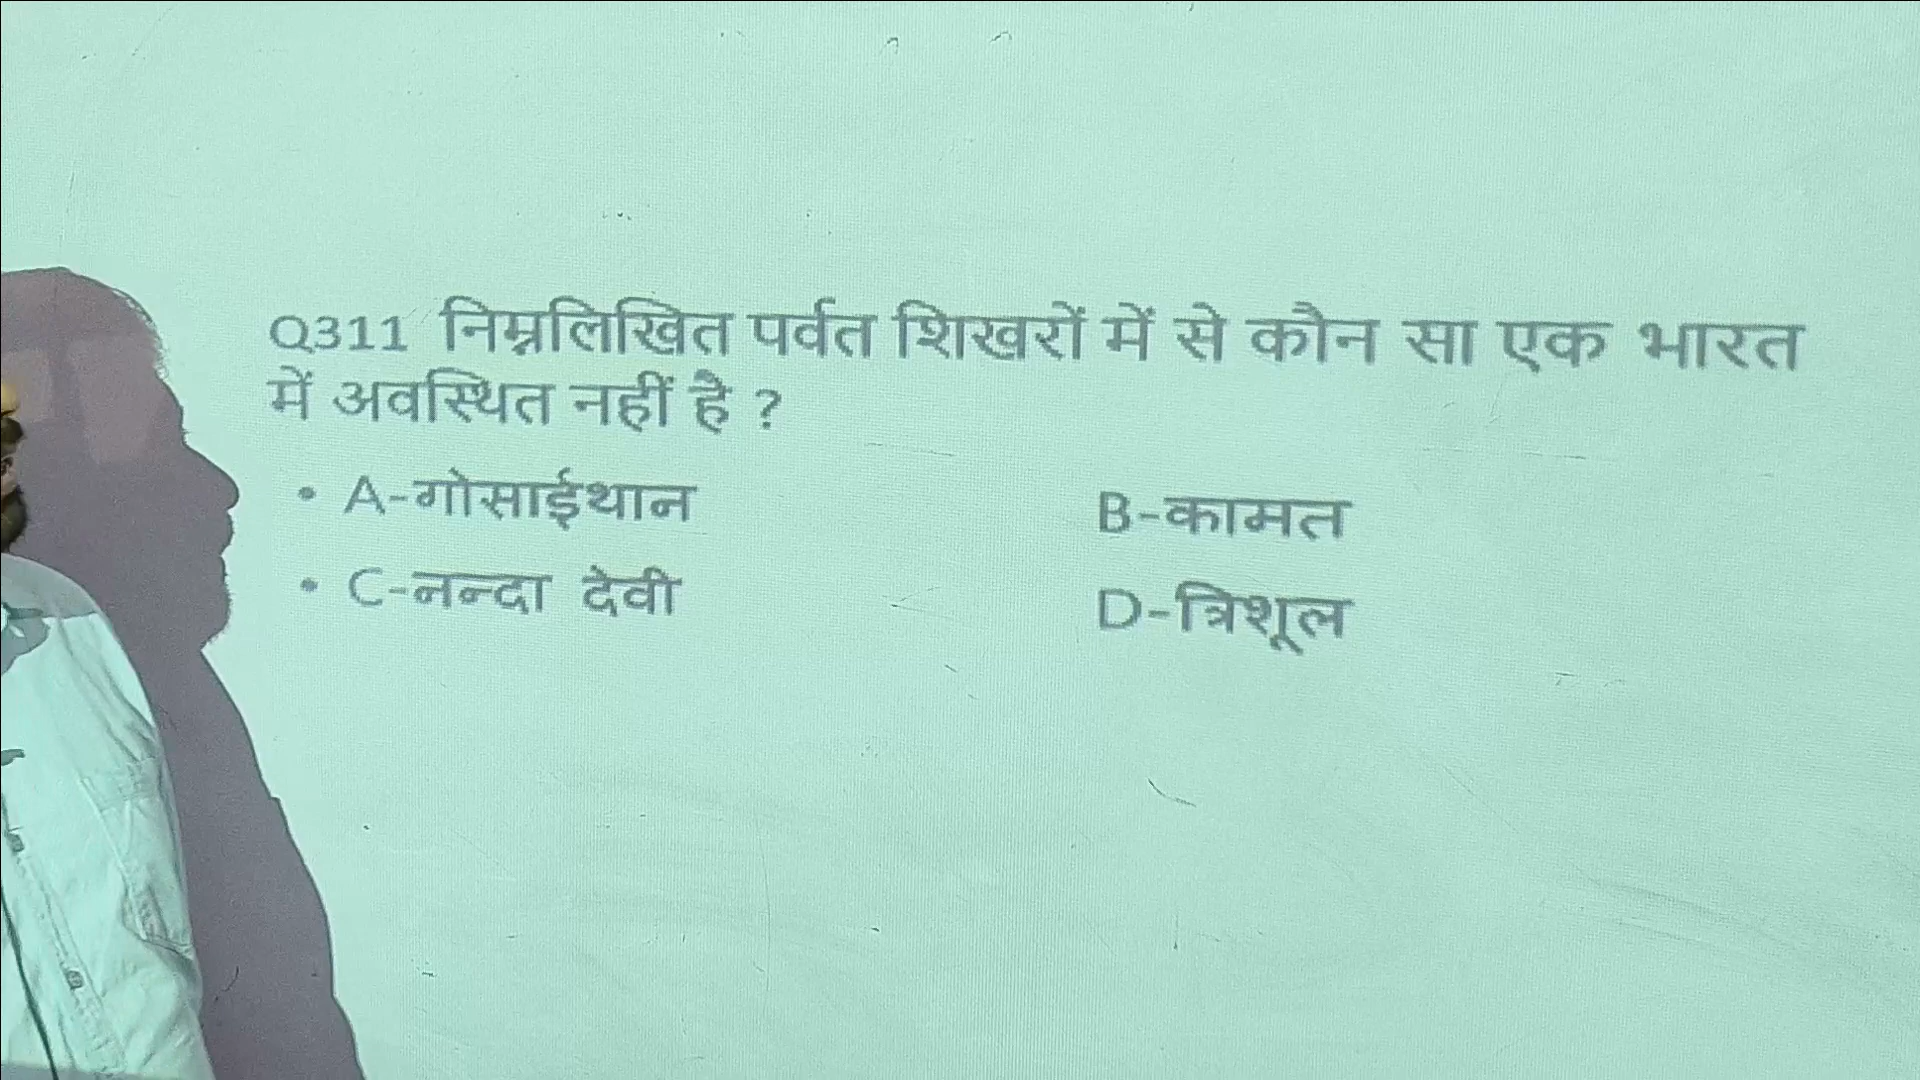 Q311 निम्नलिखित पर्वत शिखरों में से कौन सा एक भारत
में अवस्थित नहीं है ?
• A-गोसाईथान B-कामत
• C-नन्दा देवी D-त्रिशूल